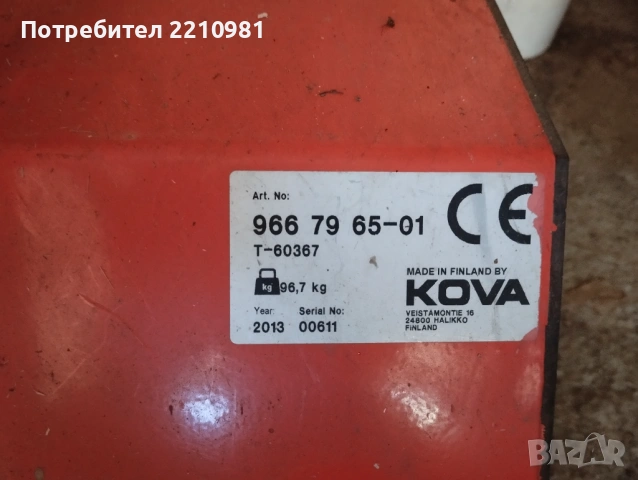 Потребител 2210981
Art. No:
966 79 65-01
T-60367
kg 96,7 kg
Year: Serial No:
2013 00611
CE
MADE IN FINLAND BY
KOVA
VEISTAMONTIE 16
24800 HALIKKO
FINLAND
BAZAR